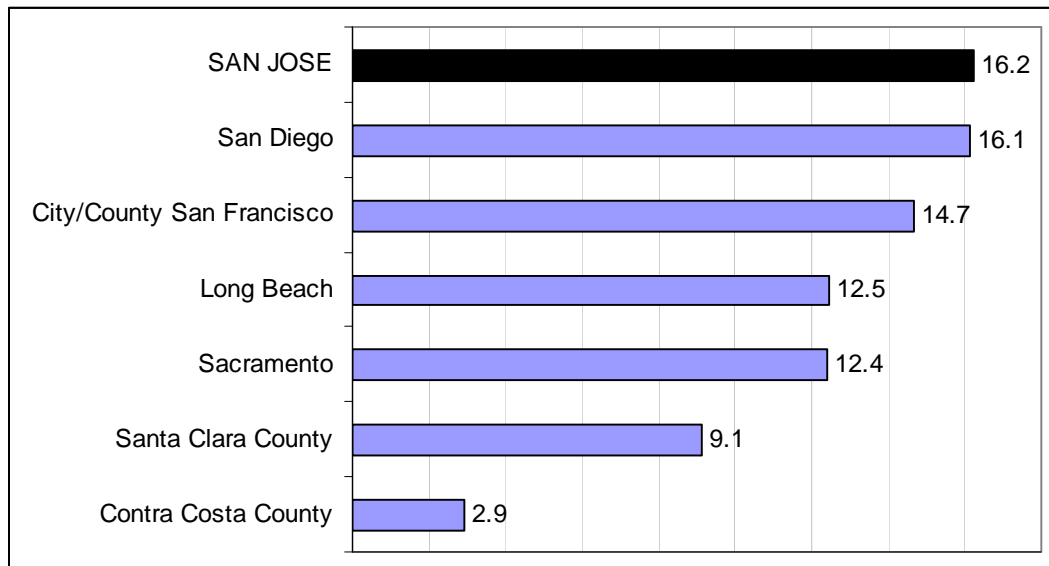 SAN JOSE 16.2
San Diego 16.1
City/County San Francisco 14.7
Long Beach 12.5
Sacramento 12.4
Santa Clara County 9.1
Contra Costa County 2.9